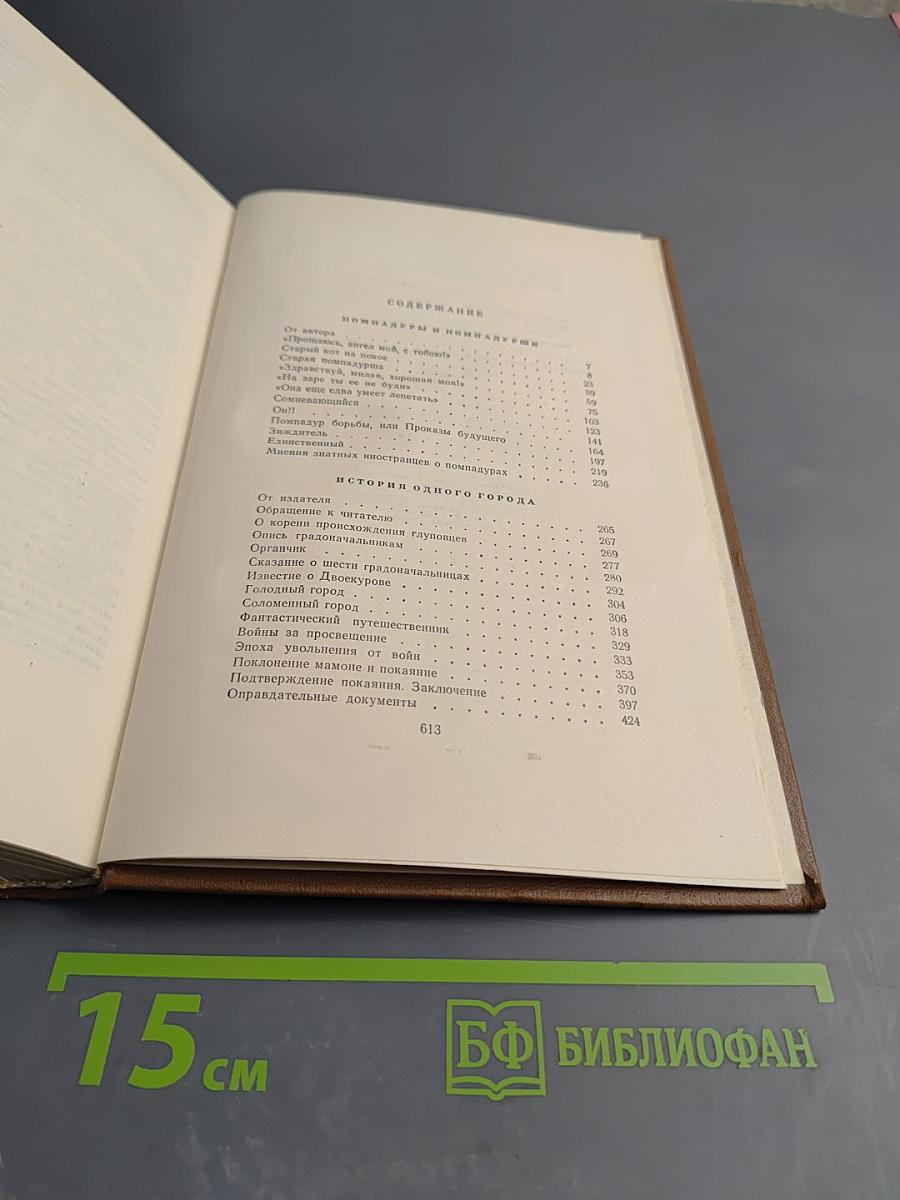 СОДЕРЖАНИЕ
ПОМПАДУРЫ И ПОМПАДУРШИ
От автора . . . 7
«Прощаюсь, ангел мой, с тобою!» . . . 8
Старый кот на покое . . . 23
Старая помпадурша . . . 39
«Здравствуй, милая, хорошая моя!» . . . 59
«На заре ты ее не буди» . . . 75
«Она еще едва умеет лепетать» . . . 103
Сомневающийся . . . 123
Он!! . . . 141
Помпадур борьбы, или Проказы будущего . . . 164
Зиждитель . . . 197
Единственный . . . 219
Мнения знатных иностранцев о помпадурах . . . 236
ИСТОРИЯ ОДНОГО ГОРОДА
От издателя . . . 265
Обращение к читателю . . . 267
О корени происхождения глуповцев . . . 269
Опись градоначальникам . . . 277
Органчик . . . 280
Сказание о шести градоначальницах . . . 292
Известие о Двоекурове . . . 304
Голодный город . . . 306
Соломенный город . . . 318
Фантастический путешественник . . . 329
Войны за просвещение . . . 333
Эпоха увольнения от войн . . . 353
Поклонение мамоне и покаяние . . . 370
Подтверждение покаяния. Заключение . . . 397
Оправдательные документы . . . 424
613
15 см
БФ БИБЛИОФАН